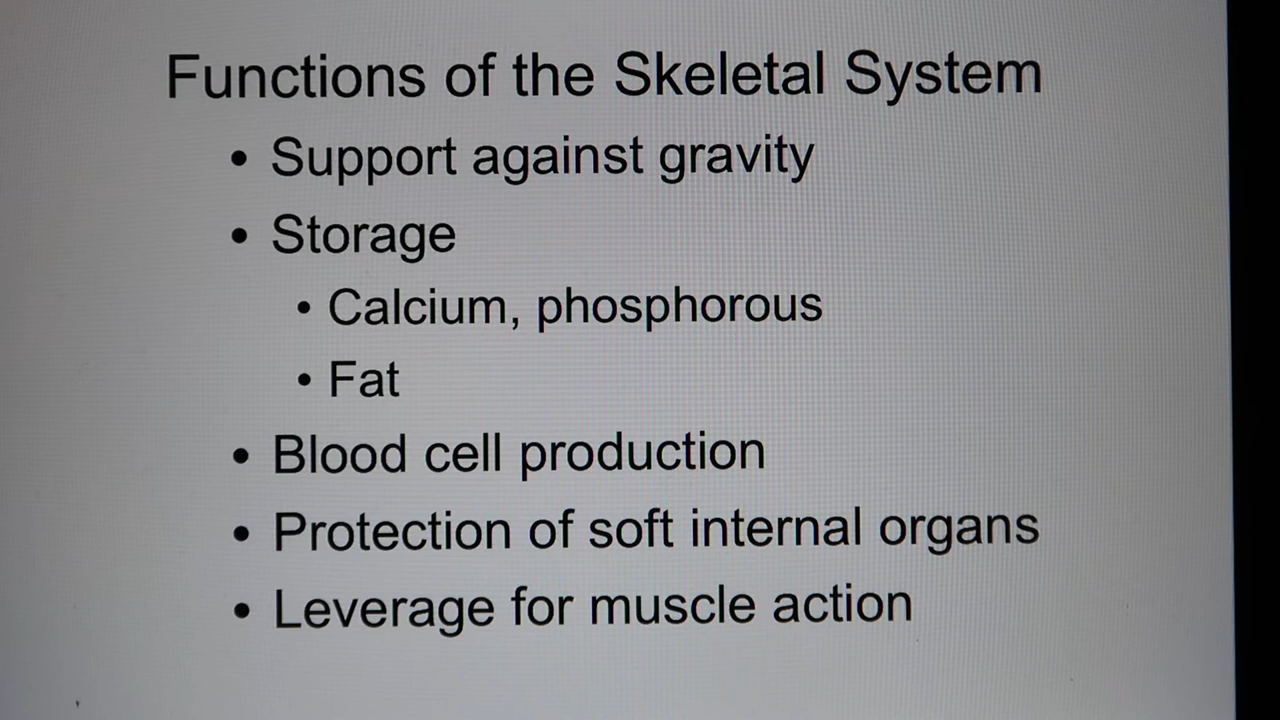 Functions of the Skeletal System
• Support against gravity
• Storage
• Calcium, phosphorous
• Fat
• Blood cell production
• Protection of soft internal organs
• Leverage for muscle action